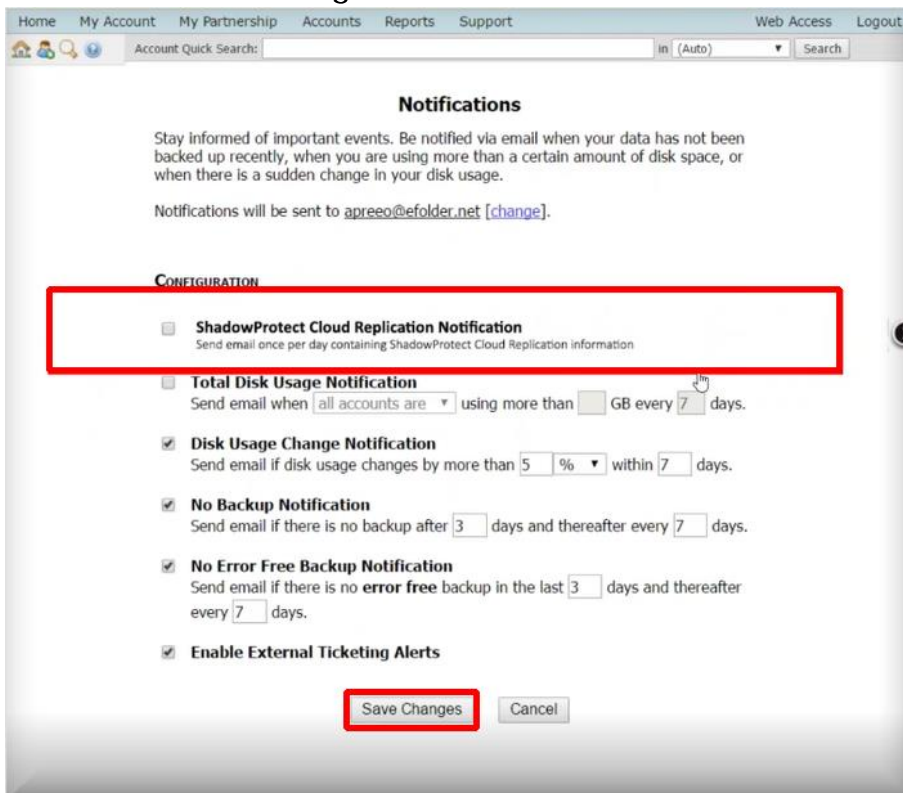 Home My Account My Partnership Accounts Reports Support Web Access Logout
Account Quick Search: in (Auto) Search
Notifications
Stay informed of important events. Be notified via email when your data has not been
backed up recently, when you are using more than a certain amount of disk space, or
when there is a sudden change in your disk usage.
Notifications will be sent to apreeo@efolder.net [change].
CONFIGURATION
ShadowProtect Cloud Replication Notification
Send email once per day containing ShadowProtect Cloud Replication information
Total Disk Usage Notification
Send email when all accounts are using more than GB every 7 days.
Disk Usage Change Notification
Send email if disk usage changes by more than 5 % within 7 days.
No Backup Notification
Send email if there is no backup after 3 days and thereafter every 7 days.
No Error Free Backup Notification
Send email if there is no error free backup in the last 3 days and thereafter
every 7 days.
Enable External Ticketing Alerts
Save Changes Cancel